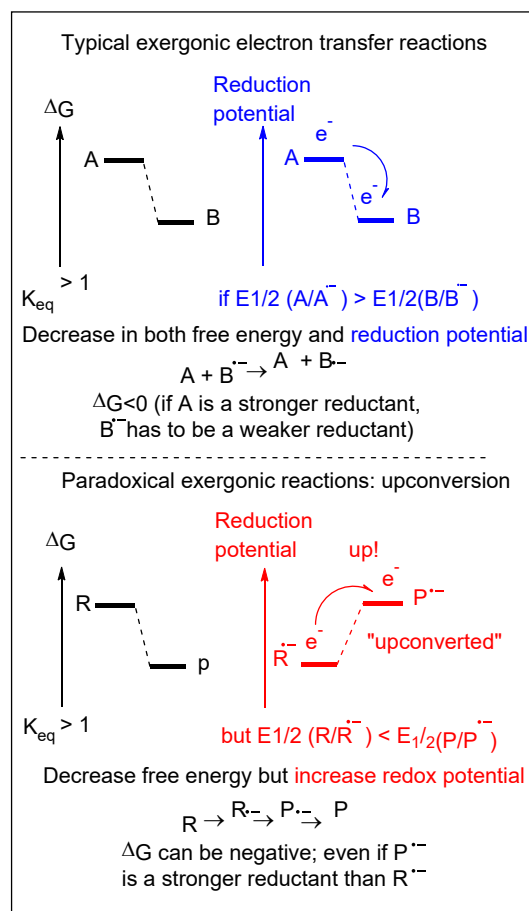 Typical exergonic electron transfer reactions
ΔG
Reduction
potential
A
B
K_eq > 1
A
e⁻
e⁻
B
if E1/2 (A/A•⁻) > E1/2(B/B•⁻)
Decrease in both free energy and reduction potential
A + B•⁻ → A + B•⁻
ΔG<0 (if A is a stronger reductant,
B•⁻ has to be a weaker reductant)
Paradoxical exergonic reactions: upconversion
ΔG
Reduction
potential
up!
R
p
K_eq > 1
R•⁻
e⁻
e⁻
P•⁻
"upconverted"
but E1/2 (R/R•⁻) < E1/2(P/P•⁻)
Decrease free energy but increase redox potential
R → R•⁻ → P•⁻ → P
ΔG can be negative; even if P•⁻
is a stronger reductant than R•⁻